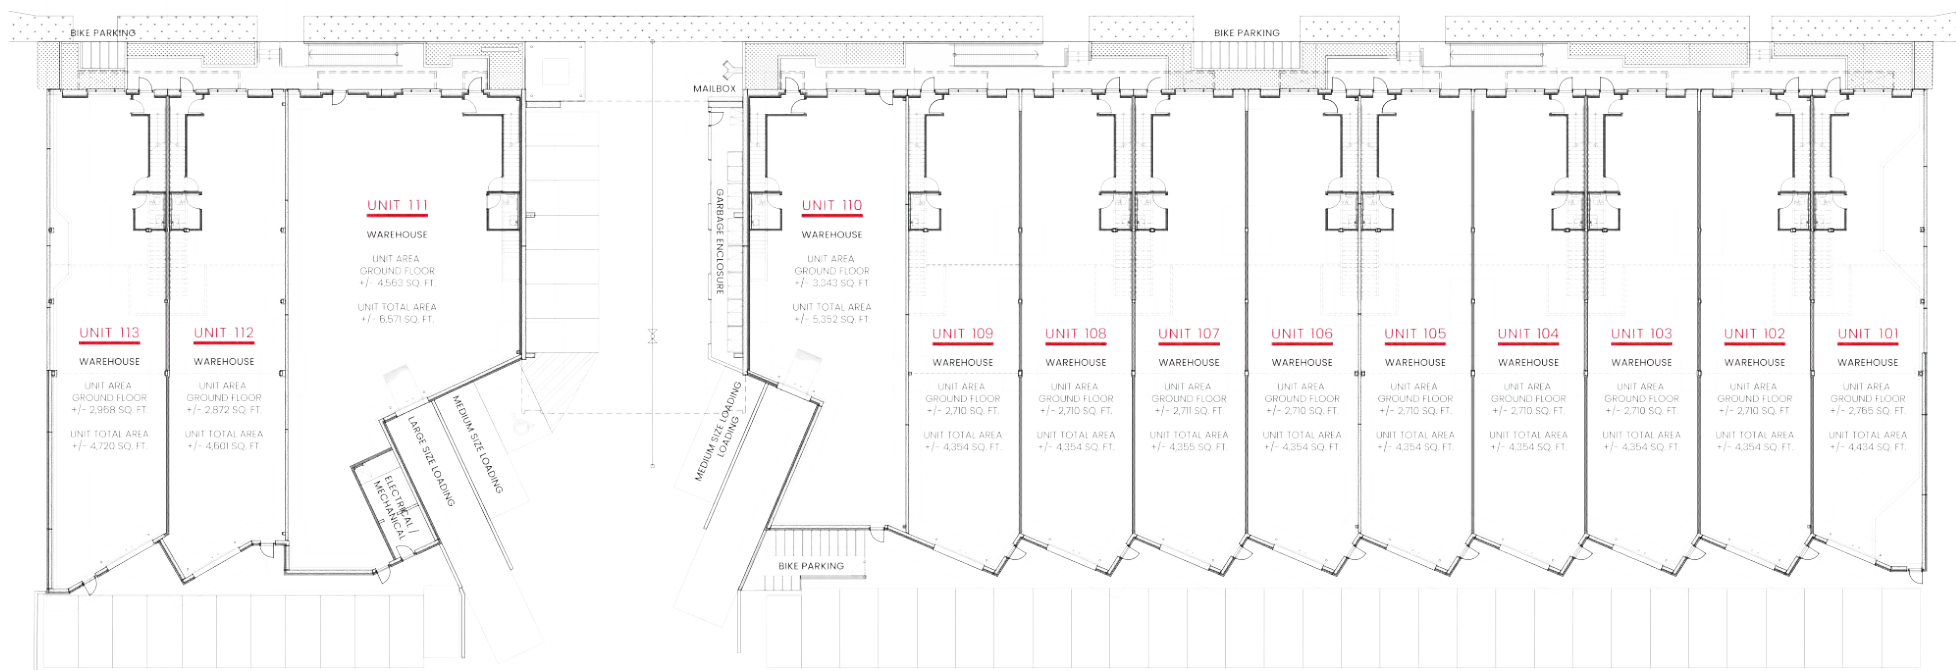 BIKE PARKING
BIKE PARKING
MAILBOX
GARBAGE ENCLOSURE
UNIT 111
WAREHOUSE
UNIT AREA
GROUND FLOOR
+/- 4,563 SQ. FT.
UNIT TOTAL AREA
+/- 6,571 SQ. FT.
UNIT 110
WAREHOUSE
UNIT AREA
GROUND FLOOR
+/- 3,343 SQ. FT.
UNIT TOTAL AREA
+/- 5,352 SQ. FT.
UNIT 113
WAREHOUSE
UNIT AREA
GROUND FLOOR
+/- 2,968 SQ. FT
UNIT TOTAL AREA
+/- 4,720 SQ. FT.
UNIT 112
WAREHOUSE
UNIT AREA
GROUND FLOOR
+/- 2,872 SQ. FT
UNIT TOTAL AREA
+/- 4,601 SQ. FT.
UNIT 109
WAREHOUSE
UNIT AREA
GROUND FLOOR
+/- 2,710 SQ. FT.
UNIT TOTAL AREA
+/- 4,354 SQ. FT.
UNIT 108
WAREHOUSE
UNIT AREA
GROUND FLOOR
+/- 2,710 SQ. FT.
UNIT TOTAL AREA
+/- 4,354 SQ. FT.
UNIT 107
WAREHOUSE
UNIT AREA
GROUND FLOOR
+/- 2,711 SQ. FT.
UNIT TOTAL AREA
+/- 4,355 SQ. FT.
UNIT 106
WAREHOUSE
UNIT AREA
GROUND FLOOR
+/- 2,710 SQ. FT.
UNIT TOTAL AREA
+/- 4,354 SQ. FT.
UNIT 105
WAREHOUSE
UNIT AREA
GROUND FLOOR
+/- 2,710 SQ. FT.
UNIT TOTAL AREA
+/- 4,354 SQ. FT.
UNIT 104
WAREHOUSE
UNIT AREA
GROUND FLOOR
+/- 2,710 SQ. FT.
UNIT TOTAL AREA
+/- 4,354 SQ. FT.
UNIT 103
WAREHOUSE
UNIT AREA
GROUND FLOOR
+/- 2,710 SQ. FT.
UNIT TOTAL AREA
+/- 4,354 SQ. FT.
UNIT 102
WAREHOUSE
UNIT AREA
GROUND FLOOR
+/- 2,710 SQ. FT.
UNIT TOTAL AREA
+/- 4,354 SQ. FT.
UNIT 101
WAREHOUSE
UNIT AREA
GROUND FLOOR
+/- 2,765 SQ. FT.
UNIT TOTAL AREA
+/- 4,434 SQ. FT.
MEDIUM SIZE LOADING
LARGE SIZE LOADING
ELECTRICAL /
MECHANICAL
MEDIUM SIZE LOADING
LOADING
BIKE PARKING